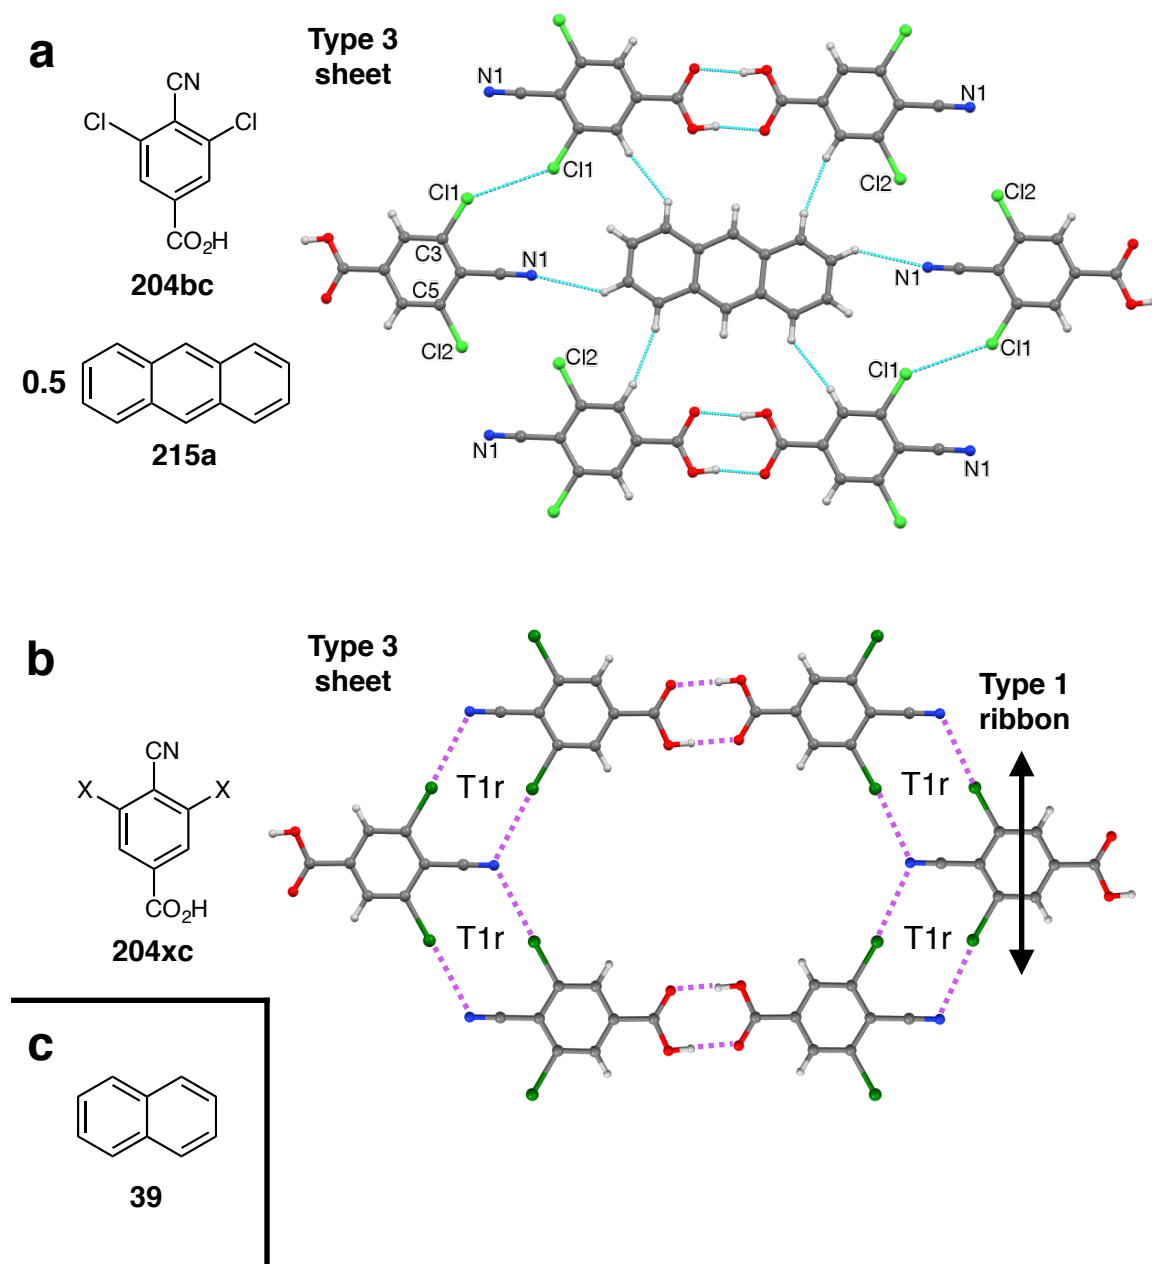 a
CN
Cl Cl
CO2H
204bc
0.5
215a
Type 3
sheet
N1 N1
Cl1 Cl2
Cl1 Cl2
C3 N1 N1
C5
Cl2 Cl1
Cl2 Cl1
N1 N1
b
CN
X X
CO2H
204xc
Type 3
sheet
Type 1
ribbon
T1r T1r
T1r T1r
c
39